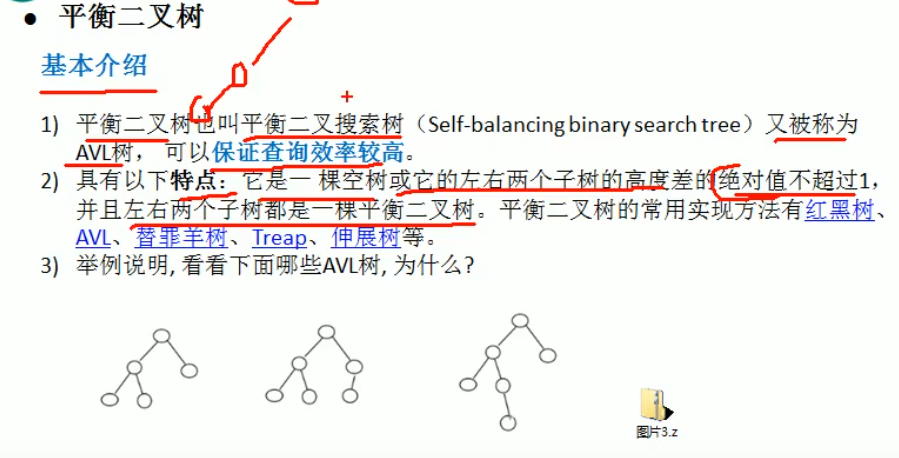 ● 平衡二叉树
基本介绍
1) 平衡二叉树也叫平衡二叉搜索树（Self-balancing binary search tree）又被称为
AVL树， 可以保证查询效率较高。
2) 具有以下特点：它是一 棵空树或它的左右两个子树的高度差的绝对值不超过1，
并且左右两个子树都是一棵平衡二叉树。平衡二叉树的常用实现方法有红黑树、
AVL、替罪羊树、Treap、伸展树等。
3) 举例说明, 看看下面哪些AVL树, 为什么?
图片3.z